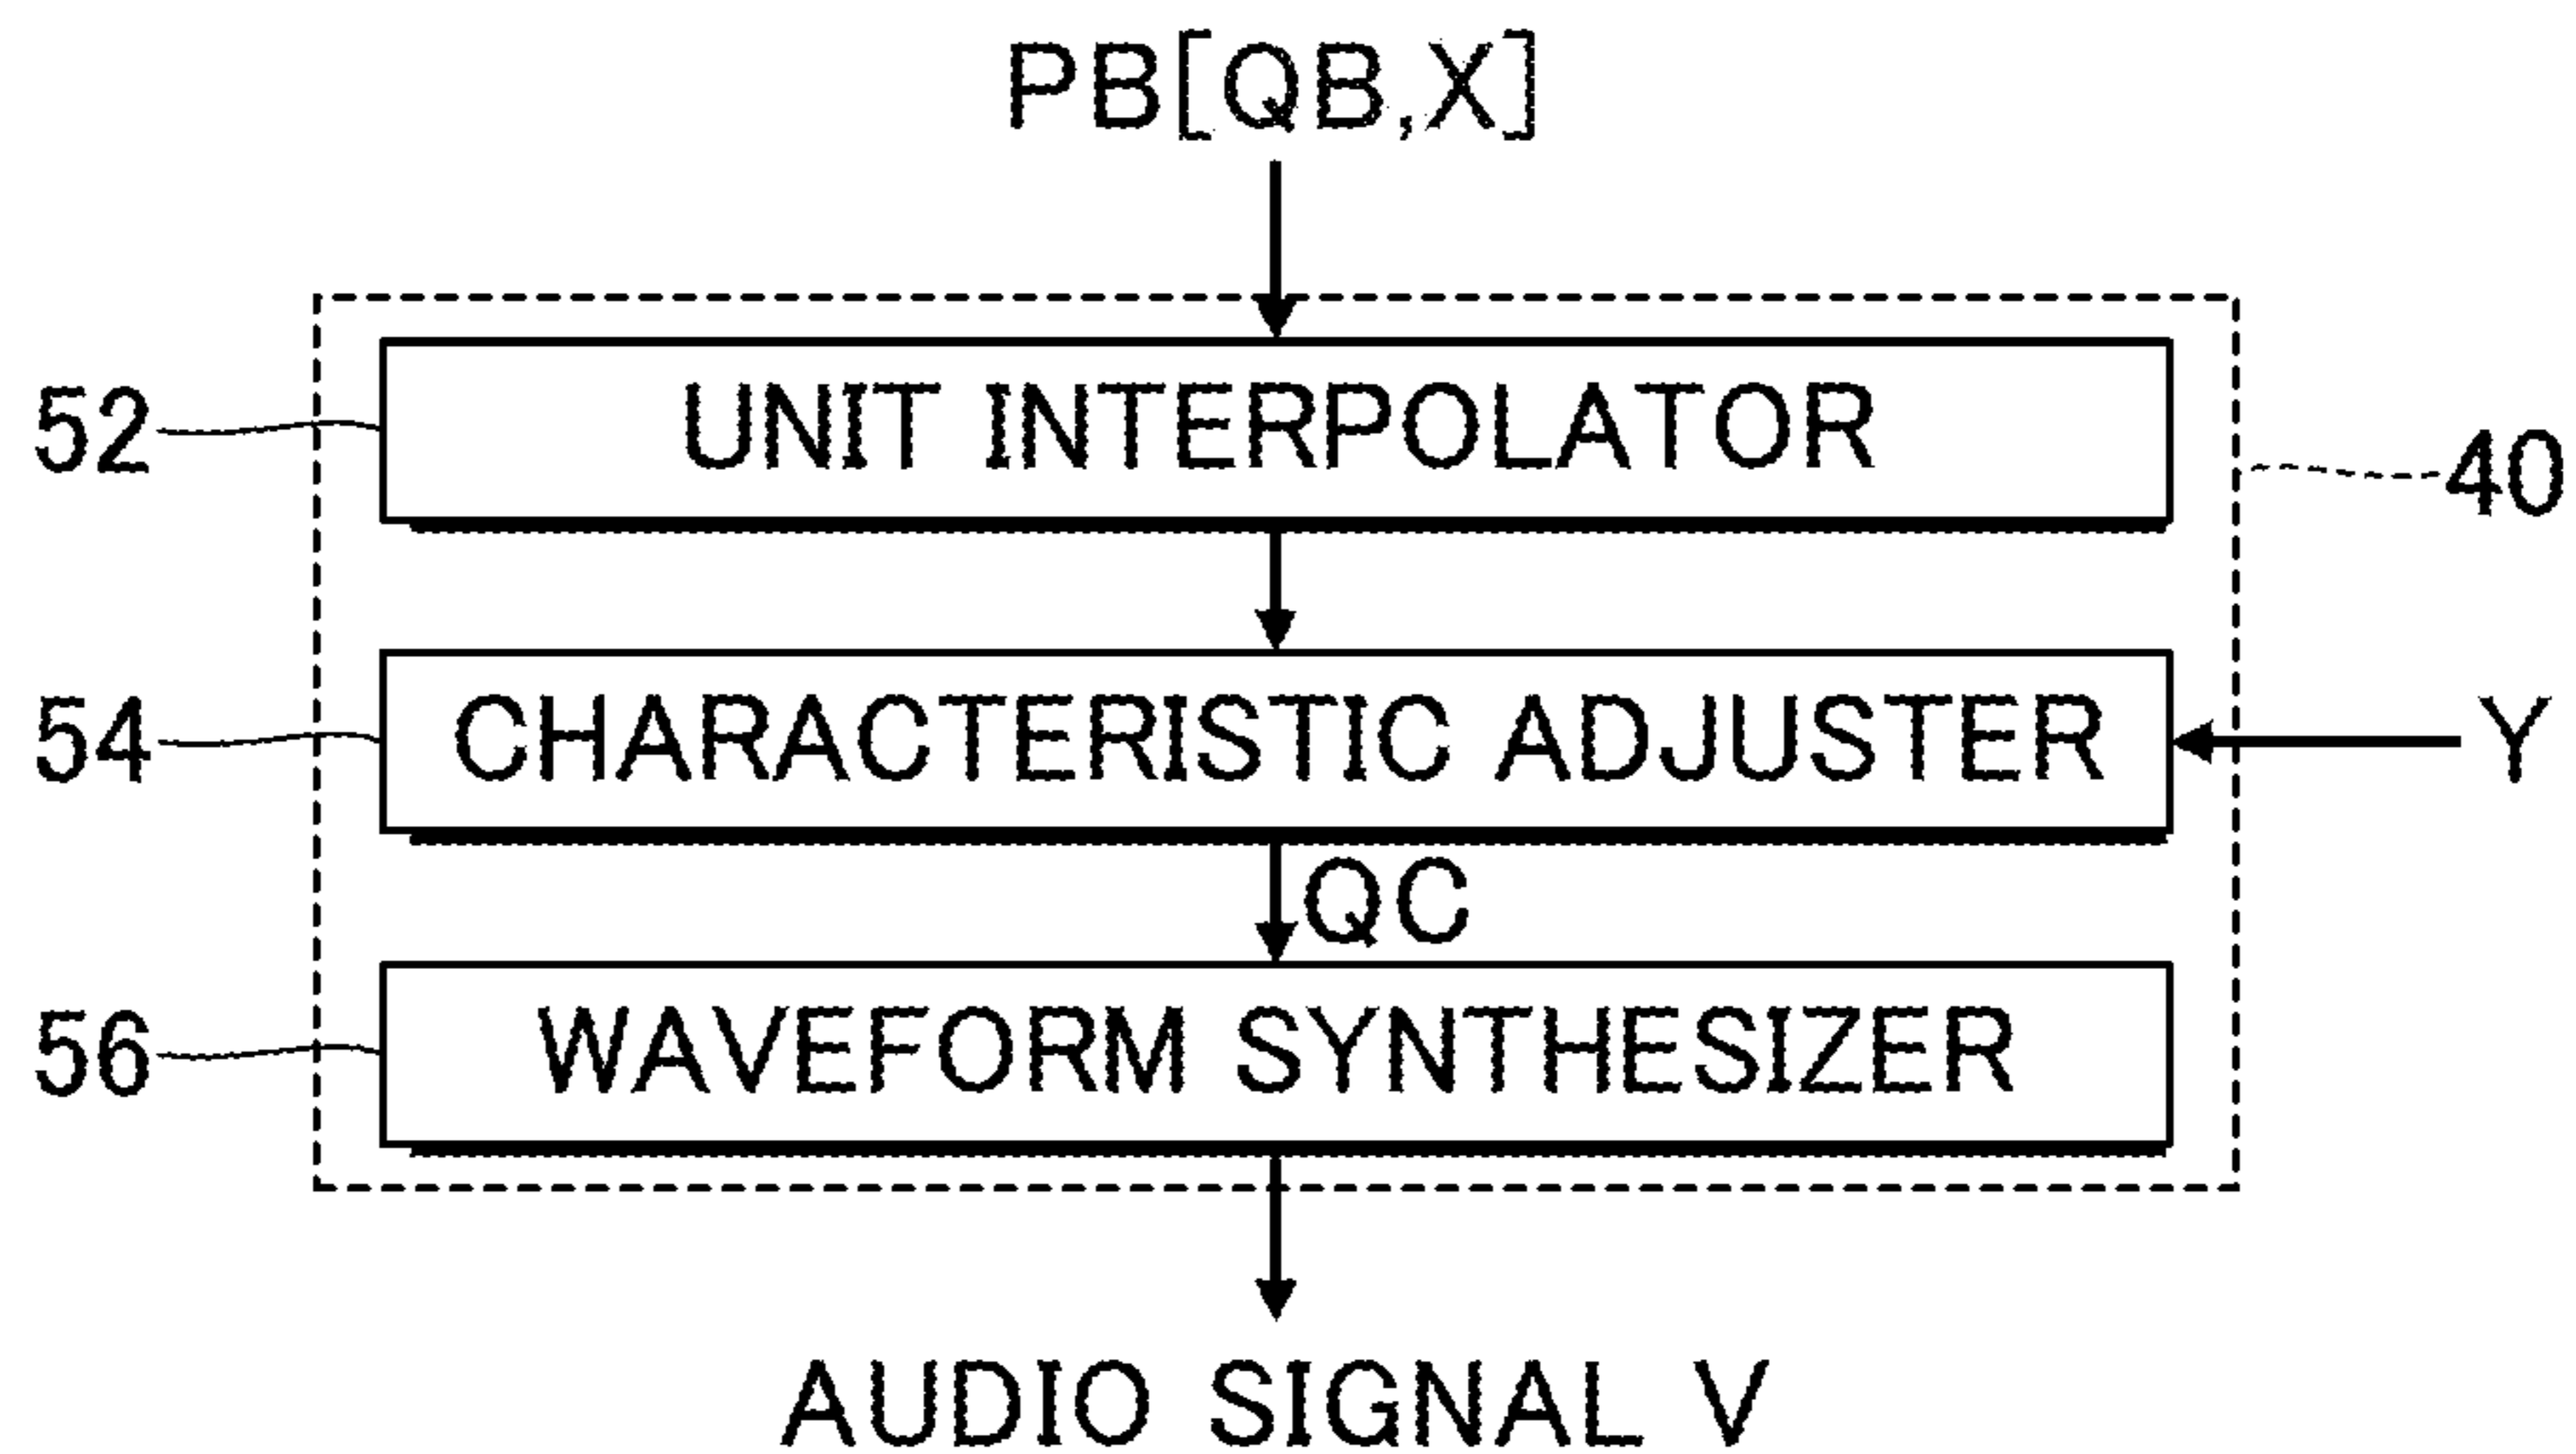 PB[QB,X]
52 UNIT INTERPOLATOR
40
54 CHARACTERISTIC ADJUSTER Y
QC
56 WAVEFORM SYNTHESIZER
AUDIO SIGNAL V